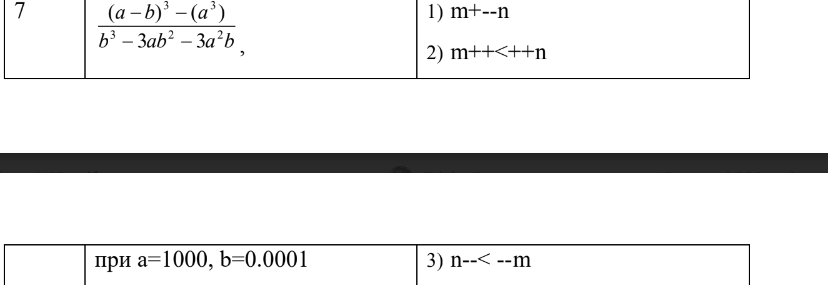 7
(a – b)³ – (a³)
b³ – 3ab² – 3a²b ,
1) m+--n
2) m++<++n
при a=1000, b=0.0001
3) n--< --m